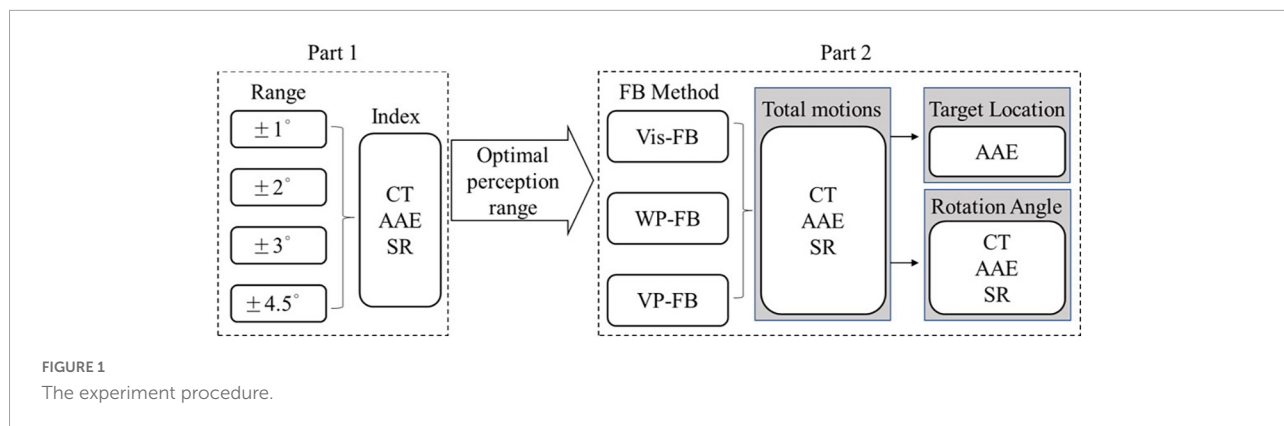 Part 1
Range
±1°
±2°
±3°
±4.5°
Index
CT
AAE
SR
Optimal
perception
range
Part 2
FB Method
Vis-FB
WP-FB
VP-FB
Total motions
CT
AAE
SR
Target Location
AAE
Rotation Angle
CT
AAE
SR
FIGURE 1
The experiment procedure.